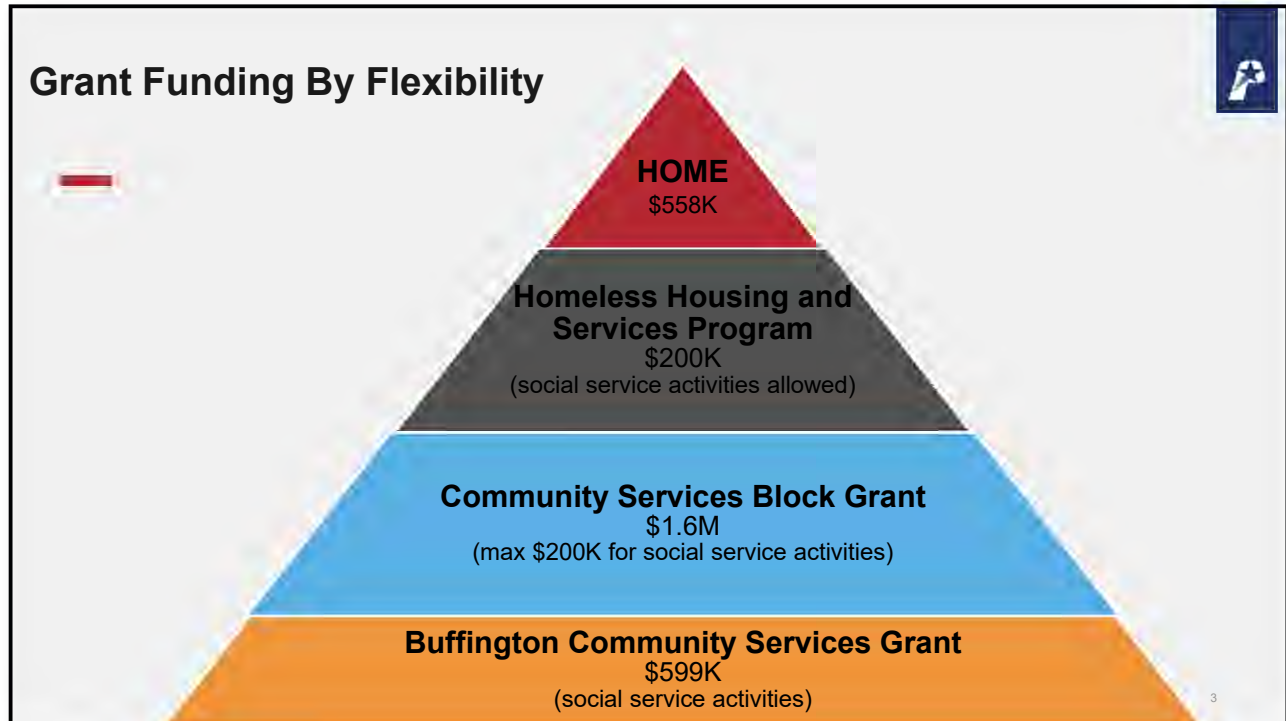 Grant Funding By Flexibility
HOME
$558K
Homeless Housing and
Services Program
$200K
(social service activities allowed)
Community Services Block Grant
$1.6M
(max $200K for social service activities)
Buffington Community Services Grant
$599K
(social service activities)
3